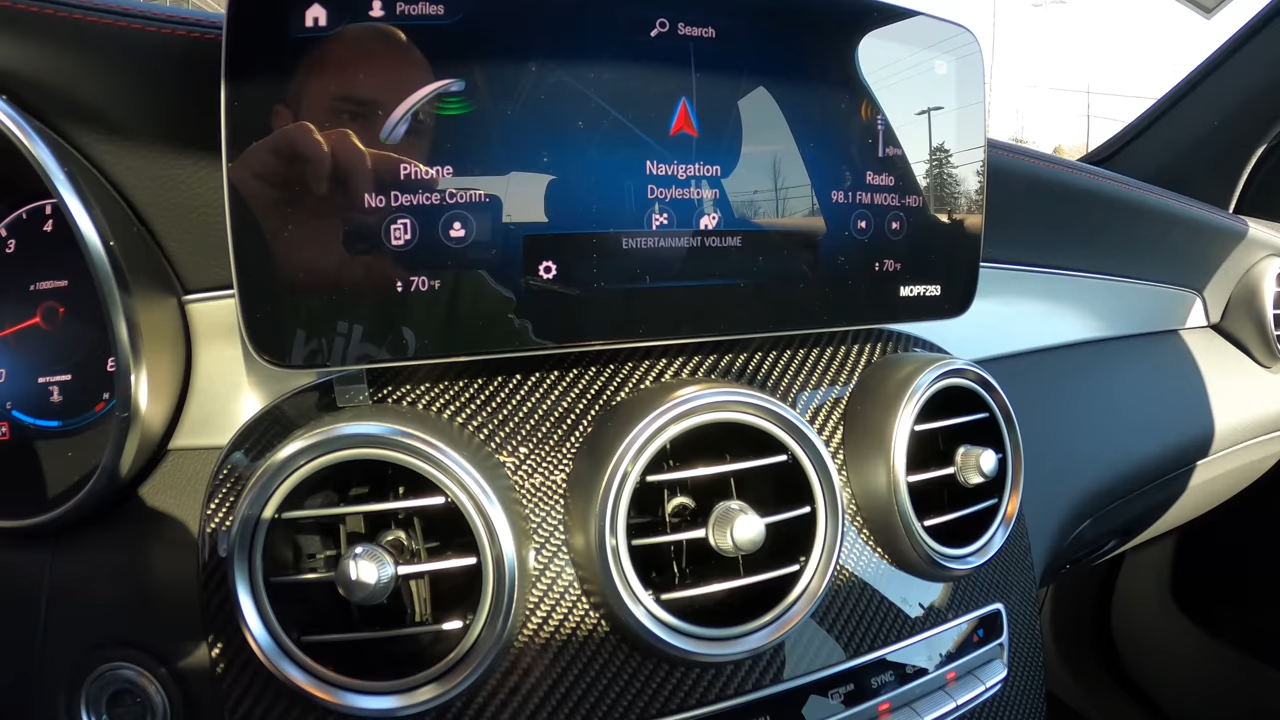 Profiles
Search
Phone
No Device Conn.
Navigation
Doylestown
Radio
98.1 FM WOGL-HD1
ENTERTAINMENT VOLUME
70°F
70°F
MOPF253
3
4
x1000/min
8
BITURBO
C
H
REAR
SYNC